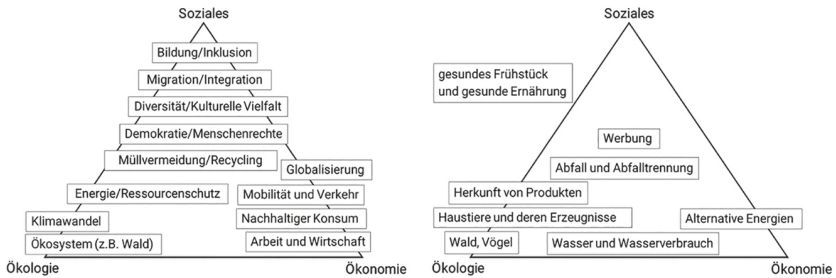 Soziales
Bildung/Inklusion
Migration/Integration
Diversität/Kulturelle Vielfalt
Demokratie/Menschenrechte
Müllvermeidung/Recycling
Globalisierung
Energie/Ressourcenschutz
Mobilität und Verkehr
Klimawandel
Nachhaltiger Konsum
Ökosystem (z.B. Wald)
Arbeit und Wirtschaft
Ökologie
Ökonomie
Soziales
gesundes Frühstück
und gesunde Ernährung
Werbung
Abfall und Abfalltrennung
Herkunft von Produkten
Haustiere und deren Erzeugnisse
Alternative Energien
Wald, Vögel
Wasser und Wasserverbrauch
Ökologie
Ökonomie